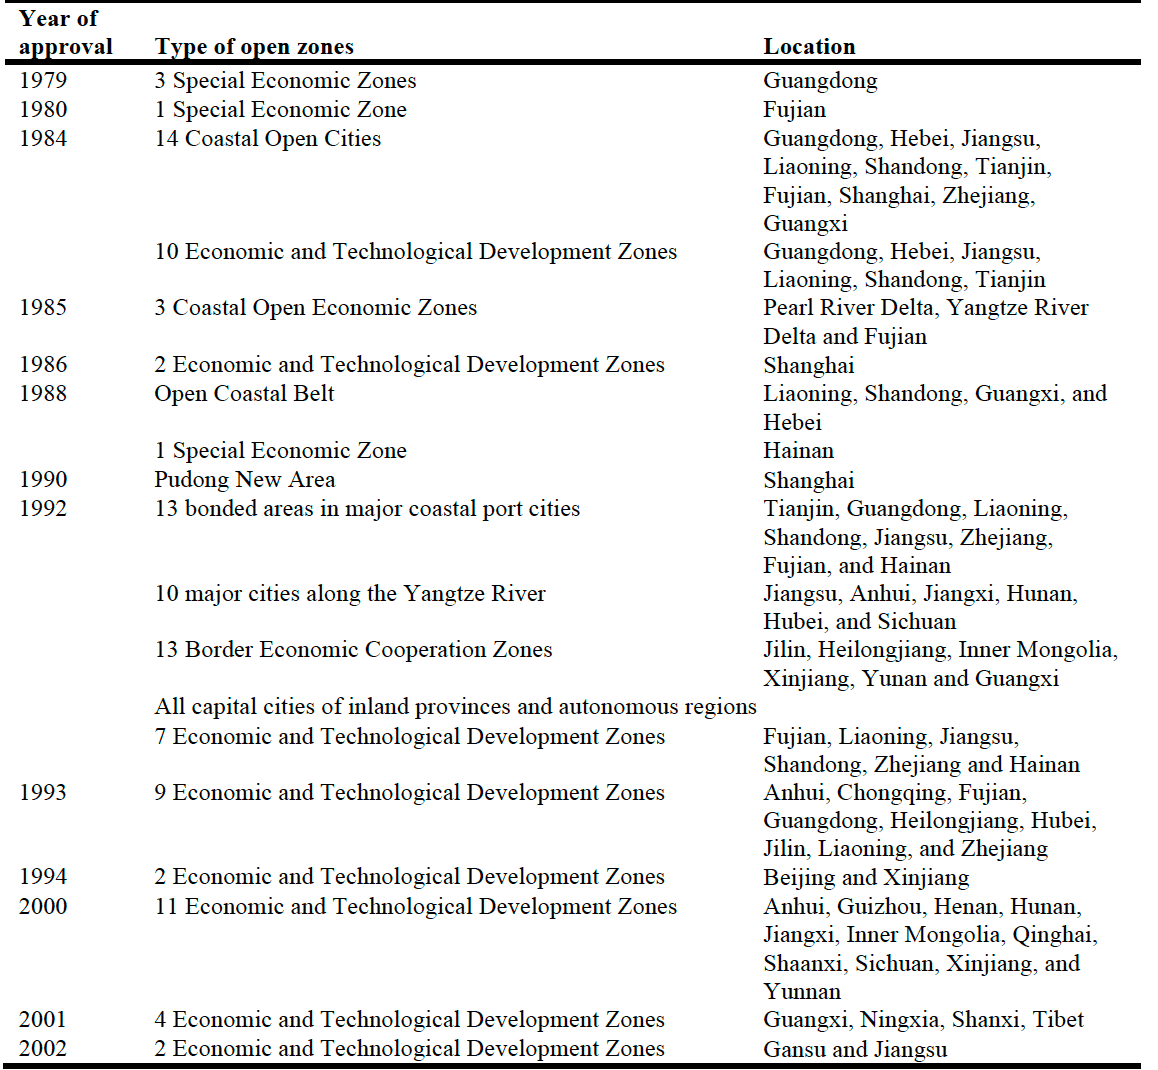 Year of
approval Type of open zones Location
1979 3 Special Economic Zones Guangdong
1980 1 Special Economic Zone Fujian
1984 14 Coastal Open Cities Guangdong, Hebei, Jiangsu,
Liaoning, Shandong, Tianjin,
Fujian, Shanghai, Zhejiang,
Guangxi
10 Economic and Technological Development Zones Guangdong, Hebei, Jiangsu,
Liaoning, Shandong, Tianjin
1985 3 Coastal Open Economic Zones Pearl River Delta, Yangtze River
Delta and Fujian
1986 2 Economic and Technological Development Zones Shanghai
1988 Open Coastal Belt Liaoning, Shandong, Guangxi, and
Hebei
1 Special Economic Zone Hainan
1990 Pudong New Area Shanghai
1992 13 bonded areas in major coastal port cities Tianjin, Guangdong, Liaoning,
Shandong, Jiangsu, Zhejiang,
Fujian, and Hainan
10 major cities along the Yangtze River Jiangsu, Anhui, Jiangxi, Hunan,
Hubei, and Sichuan
13 Border Economic Cooperation Zones Jilin, Heilongjiang, Inner Mongolia,
Xinjiang, Yunan and Guangxi
All capital cities of inland provinces and autonomous regions
7 Economic and Technological Development Zones Fujian, Liaoning, Jiangsu,
Shandong, Zhejiang and Hainan
1993 9 Economic and Technological Development Zones Anhui, Chongqing, Fujian,
Guangdong, Heilongjiang, Hubei,
Jilin, Liaoning, and Zhejiang
1994 2 Economic and Technological Development Zones Beijing and Xinjiang
2000 11 Economic and Technological Development Zones Anhui, Guizhou, Henan, Hunan,
Jiangxi, Inner Mongolia, Qinghai,
Shaanxi, Sichuan, Xinjiang, and
Yunnan
2001 4 Economic and Technological Development Zones Guangxi, Ningxia, Shanxi, Tibet
2002 2 Economic and Technological Development Zones Gansu and Jiangsu